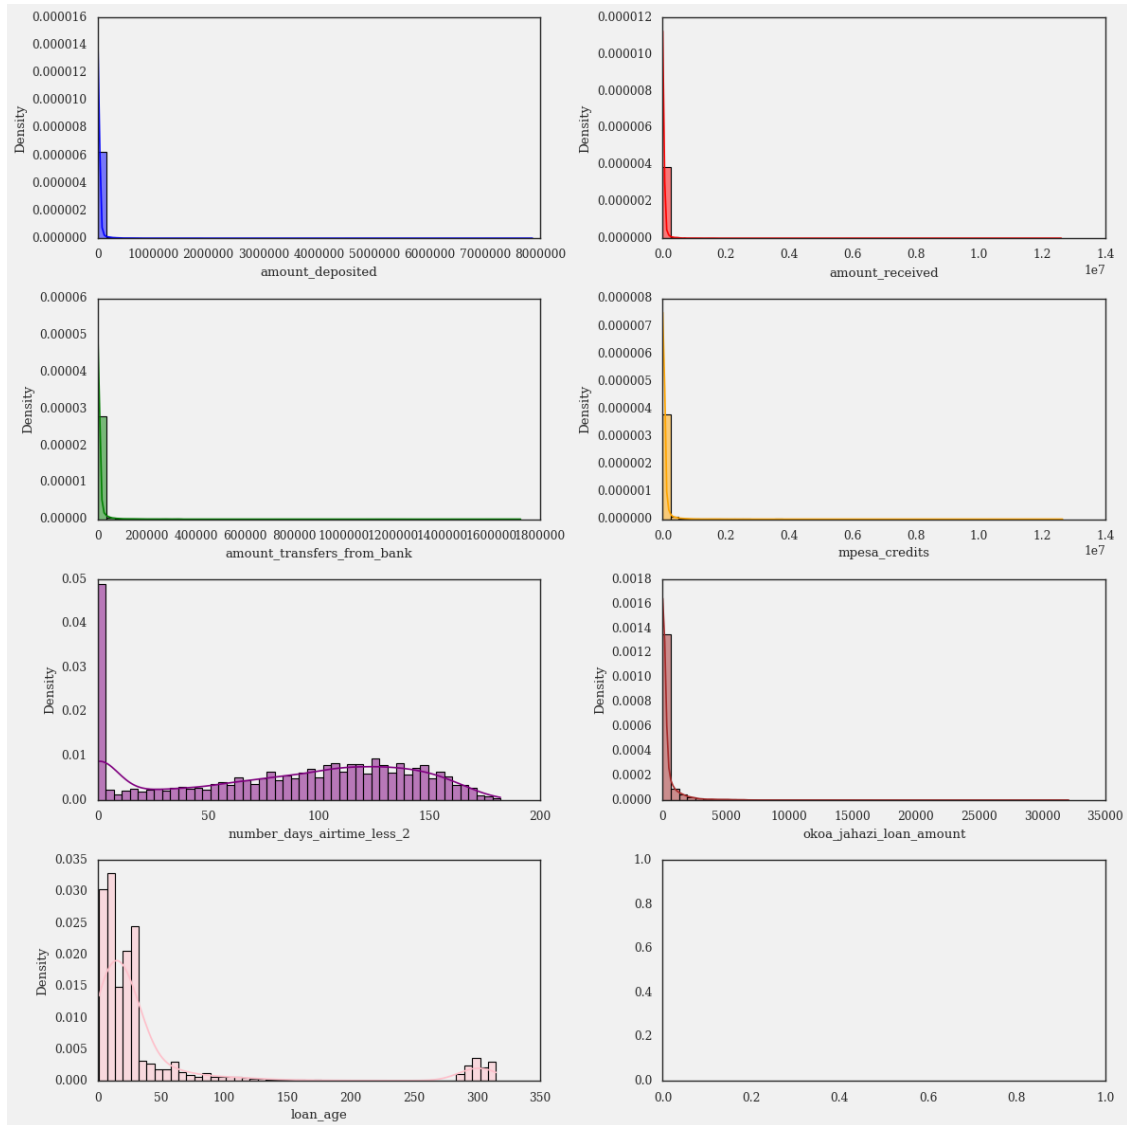 0.000016 0.000014 0.000012 0.000010 0.000008 0.000006 0.000004 0.000002 0.000000
Density
0 1000000 2000000 3000000 4000000 5000000 6000000 7000000 8000000
amount_deposited
0.000012 0.000010 0.000008 0.000006 0.000004 0.000002 0.000000
Density
0.0 0.2 0.4 0.6 0.8 1.0 1.2 1.4
1e7
amount_received
0.00006 0.00005 0.00004 0.00003 0.00002 0.00001 0.00000
Density
0 200000 400000 600000 800000 1000000 1200000 1400000 1600000 1800000
amount_transfers_from_bank
0.000008 0.000007 0.000006 0.000005 0.000004 0.000003 0.000002 0.000001 0.000000
Density
0.0 0.2 0.4 0.6 0.8 1.0 1.2 1.4
1e7
mpesa_credits
0.05 0.04 0.03 0.02 0.01 0.00
Density
0 50 100 150 200
number_days_airtime_less_2
0.0018 0.0016 0.0014 0.0012 0.0010 0.0008 0.0006 0.0004 0.0002 0.0000
Density
0 5000 10000 15000 20000 25000 30000 35000
okoa_jahazi_loan_amount
0.035 0.030 0.025 0.020 0.015 0.010 0.005 0.000
Density
0 50 100 150 200 250 300 350
loan_age
1.0 0.8 0.6 0.4 0.2 0.0
0.0 0.2 0.4 0.6 0.8 1.0